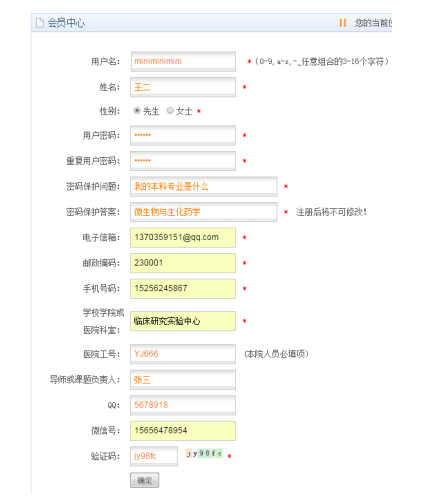 会员中心 您的当前位
用户名: miniminimini *(0-9,a-z,-_任意组合的3-16个字符)
姓名: 王二 *
性别: 先生 女士 *
用户密码: •••••• *
重复用户密码: •••••• *
密码保护问题: 我的本科专业是什么 *
密码保护答案: 微生物与生化药学 * 注册后将不可修改!
电子信箱: 1370359151@qq.com *
邮政编码: 230001 *
手机号码: 15256245867 *
学校学院或
医院科室: 临床研究实验中心 *
医院工号: YJ666 (本院人员必填项)
导师或课题负责人: 张三
QQ: 5678918
微信号: 15656478954
验证码: jy98fc jy98fc *
确定